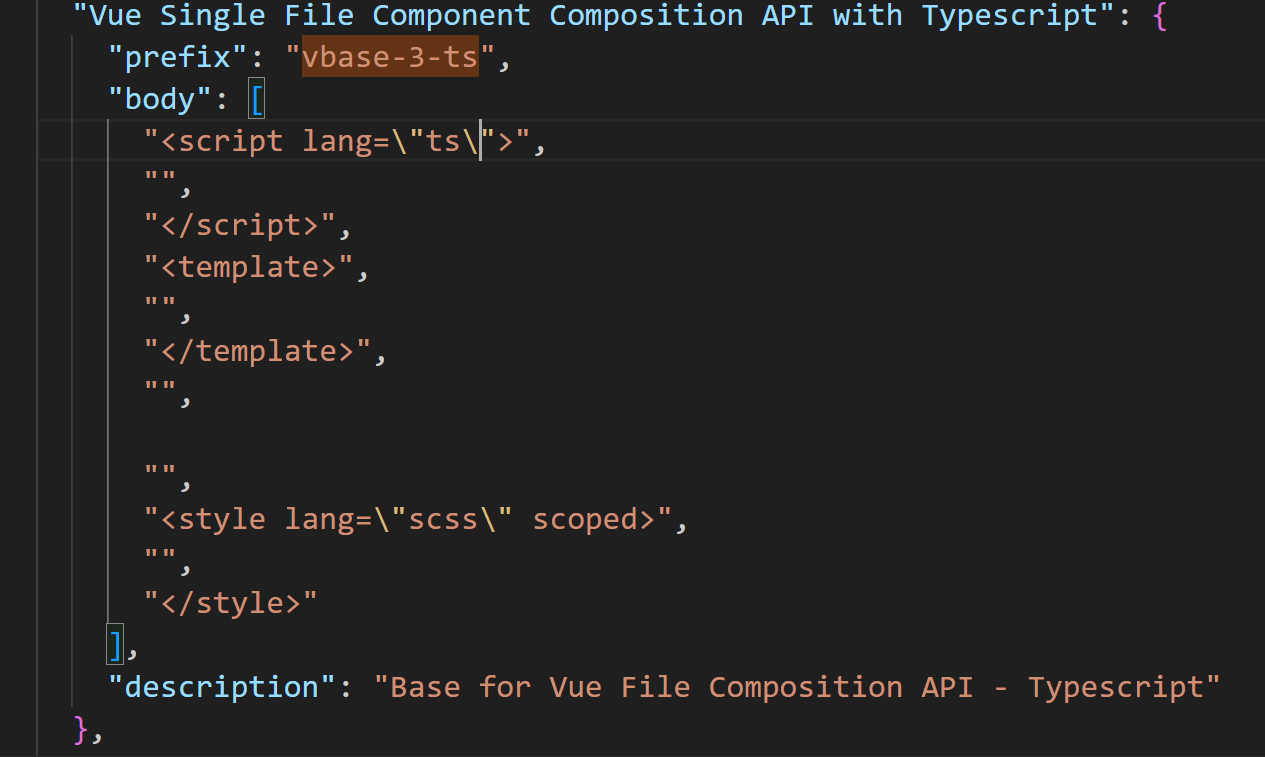 "Vue Single File Component Composition API with Typescript": {
"prefix": "vbase-3-ts",
"body": [
"<script lang=\"ts\">",
"",
"</script>",
"<template>",
"",
"</template>",
"",
"",
"<style lang=\"scss\" scoped>",
"",
"</style>"
],
"description": "Base for Vue File Composition API - Typescript"
},